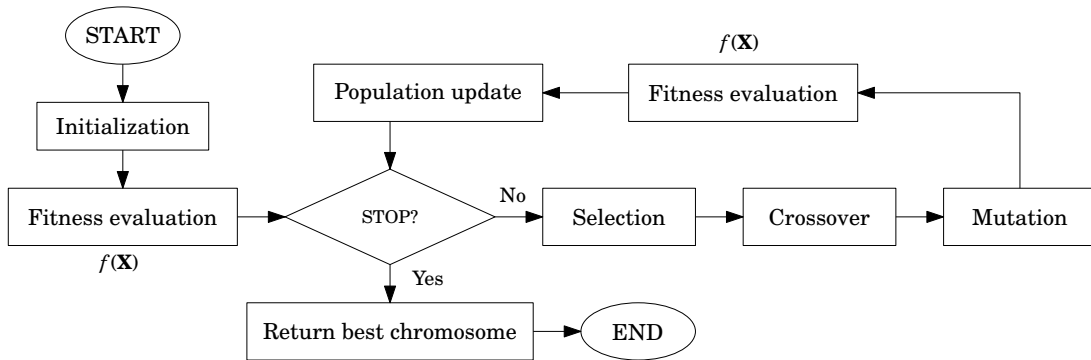 START
Initialization
Fitness evaluation
f(X)
STOP?
No
Selection
Crossover
Mutation
f(X)
Fitness evaluation
Population update
Yes
Return best chromosome
END